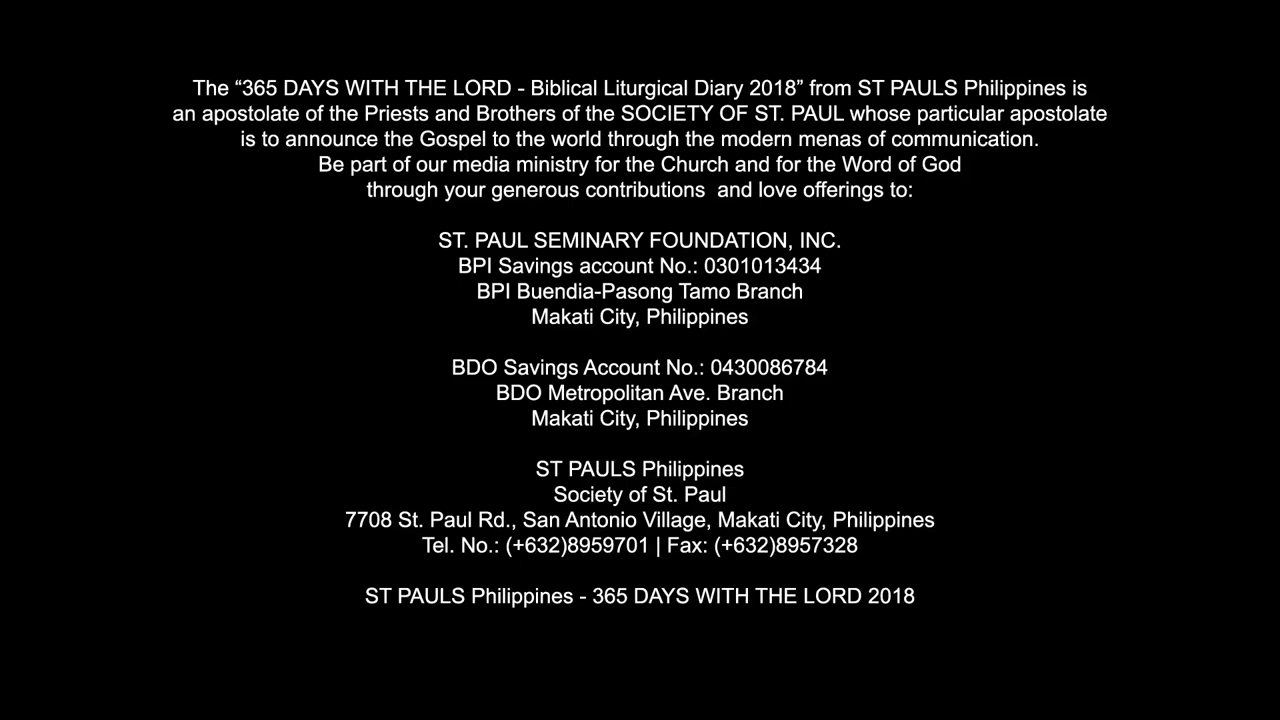 The “365 DAYS WITH THE LORD - Biblical Liturgical Diary 2018” from ST PAULS Philippines is
an apostolate of the Priests and Brothers of the SOCIETY OF ST. PAUL whose particular apostolate
is to announce the Gospel to the world through the modern menas of communication.
Be part of our media ministry for the Church and for the Word of God
through your generous contributions  and love offerings to:
ST. PAUL SEMINARY FOUNDATION, INC.
BPI Savings account No.: 0301013434
BPI Buendia-Pasong Tamo Branch
Makati City, Philippines
BDO Savings Account No.: 0430086784
BDO Metropolitan Ave. Branch
Makati City, Philippines
ST PAULS Philippines
Society of St. Paul
7708 St. Paul Rd., San Antonio Village, Makati City, Philippines
Tel. No.: (+632)8959701 | Fax: (+632)8957328
ST PAULS Philippines - 365 DAYS WITH THE LORD 2018